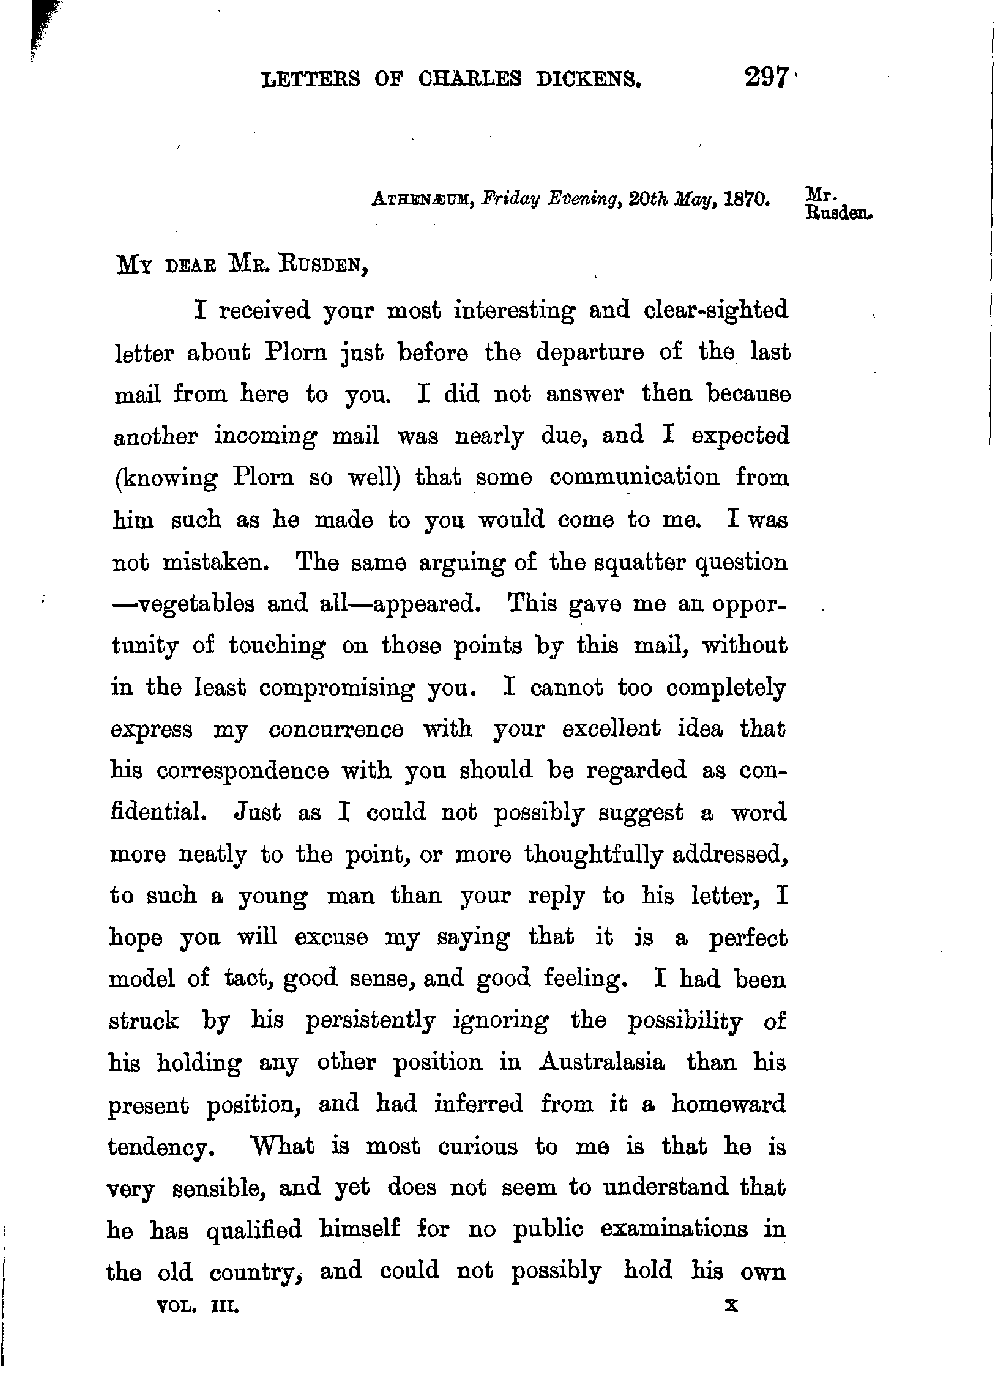 LETTERS OF CHARLES DICKENS. 297
ATHENÆUM, Friday Evening, 20th May, 1870.
Mr.
Rusden.
MY DEAR MR. RUSDEN,
I received your most interesting and clear-sighted
letter about Plorn just before the departure of the last
mail from here to you. I did not answer then because
another incoming mail was nearly due, and I expected
(knowing Plorn so well) that some communication from
him such as he made to you would come to me. I was
not mistaken. The same arguing of the squatter question
—vegetables and all—appeared. This gave me an oppor-
tunity of touching on those points by this mail, without
in the least compromising you. I cannot too completely
express my concurrence with your excellent idea that
his correspondence with you should be regarded as con-
fidential. Just as I could not possibly suggest a word
more neatly to the point, or more thoughtfully addressed,
to such a young man than your reply to his letter, I
hope you will excuse my saying that it is a perfect
model of tact, good sense, and good feeling. I had been
struck by his persistently ignoring the possibility of
his holding any other position in Australasia than his
present position, and had inferred from it a homeward
tendency. What is most curious to me is that he is
very sensible, and yet does not seem to understand that
he has qualified himself for no public examinations in
the old country, and could not possibly hold his own
VOL. III. X